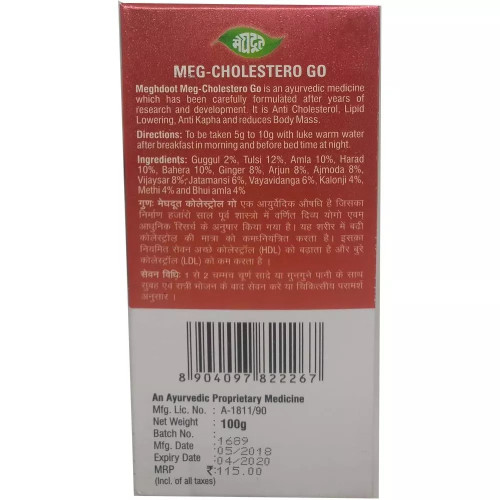 मेघदूत
MEG-CHOLESTERO GO
Meghdoot Meg-Cholestero Go is an ayurvedic medicine
which has been carefully formulated after years of
research and development. It is Anti Cholesterol, Lipid
Lowering, Anti Kapha and reduces Body Mass.
Directions: To be taken 5g to 10g with luke warm water
after breakfast in morning and before bed time at night.
Ingredients: Guggul 2%, Tulsi 12%, Amla 10%, Harad
10%, Bahera 10%, Ginger 8%, Arjun 8%, Ajmoda 8%,
Vijaysar 8%, Jatamansi 6%, Vayavidanga 6%, Kalonji 4%,
Methi 4% and Bhui amla 4%
गुणः मेघदूत कोलेस्ट्रोल गो एक आयुर्वेदिक औषधि है जिसका
निर्माण हजारों साल पूर्व शास्त्रो में वर्णित दिव्य योगो एवम
आधुनिक रिसर्च के अनुसार किया गया है। यह शरीर में बढ़ी
कोलेस्ट्रोल की मात्रा को कमधनियंत्रित करता है। इसका
नियमित सेवन अच्छे कोलेस्ट्रोल (HDL) को बढ़ाता है और बुरे
कोलेस्ट्रोल (LDL) को कम करता है ।
सेवन विधिः 1 से 2 चम्मच चूर्ण सादे या गुनगुने पानी के साथ
सुबह एवं रात्री भोजन के बाद सेवन करे या चिकित्सीय परामर्श
अनुसार ।
8 904097 822267
An Ayurvedic Proprietary Medicine
Mfg. Lic. No. : A-1811/90
Net Weight : 100g
Batch No. : 1689
Mfg. Date : 05/2018
Expiry Date : 04/2020
MRP ₹:115.00
(Incl. of all taxes)